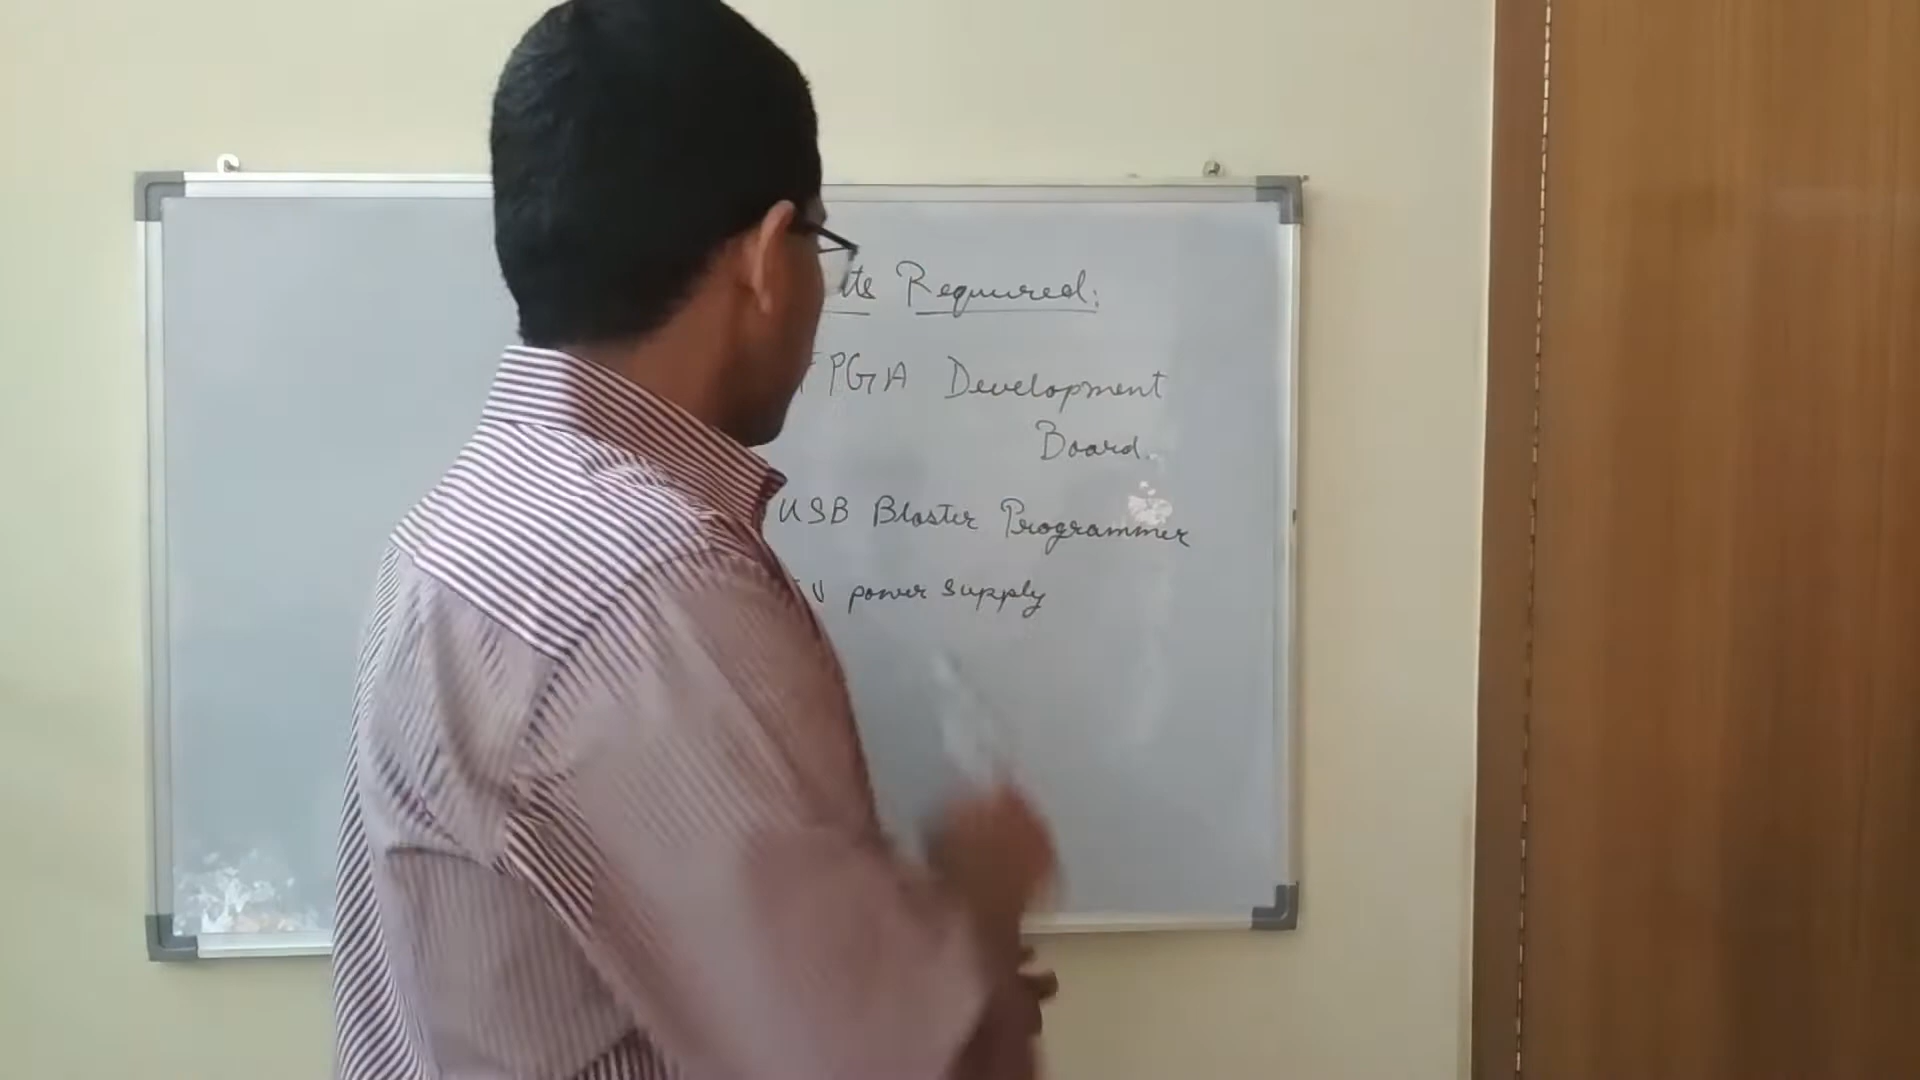 Required:
FPGA Development
Board.
USB Blaster Programmer
power supply